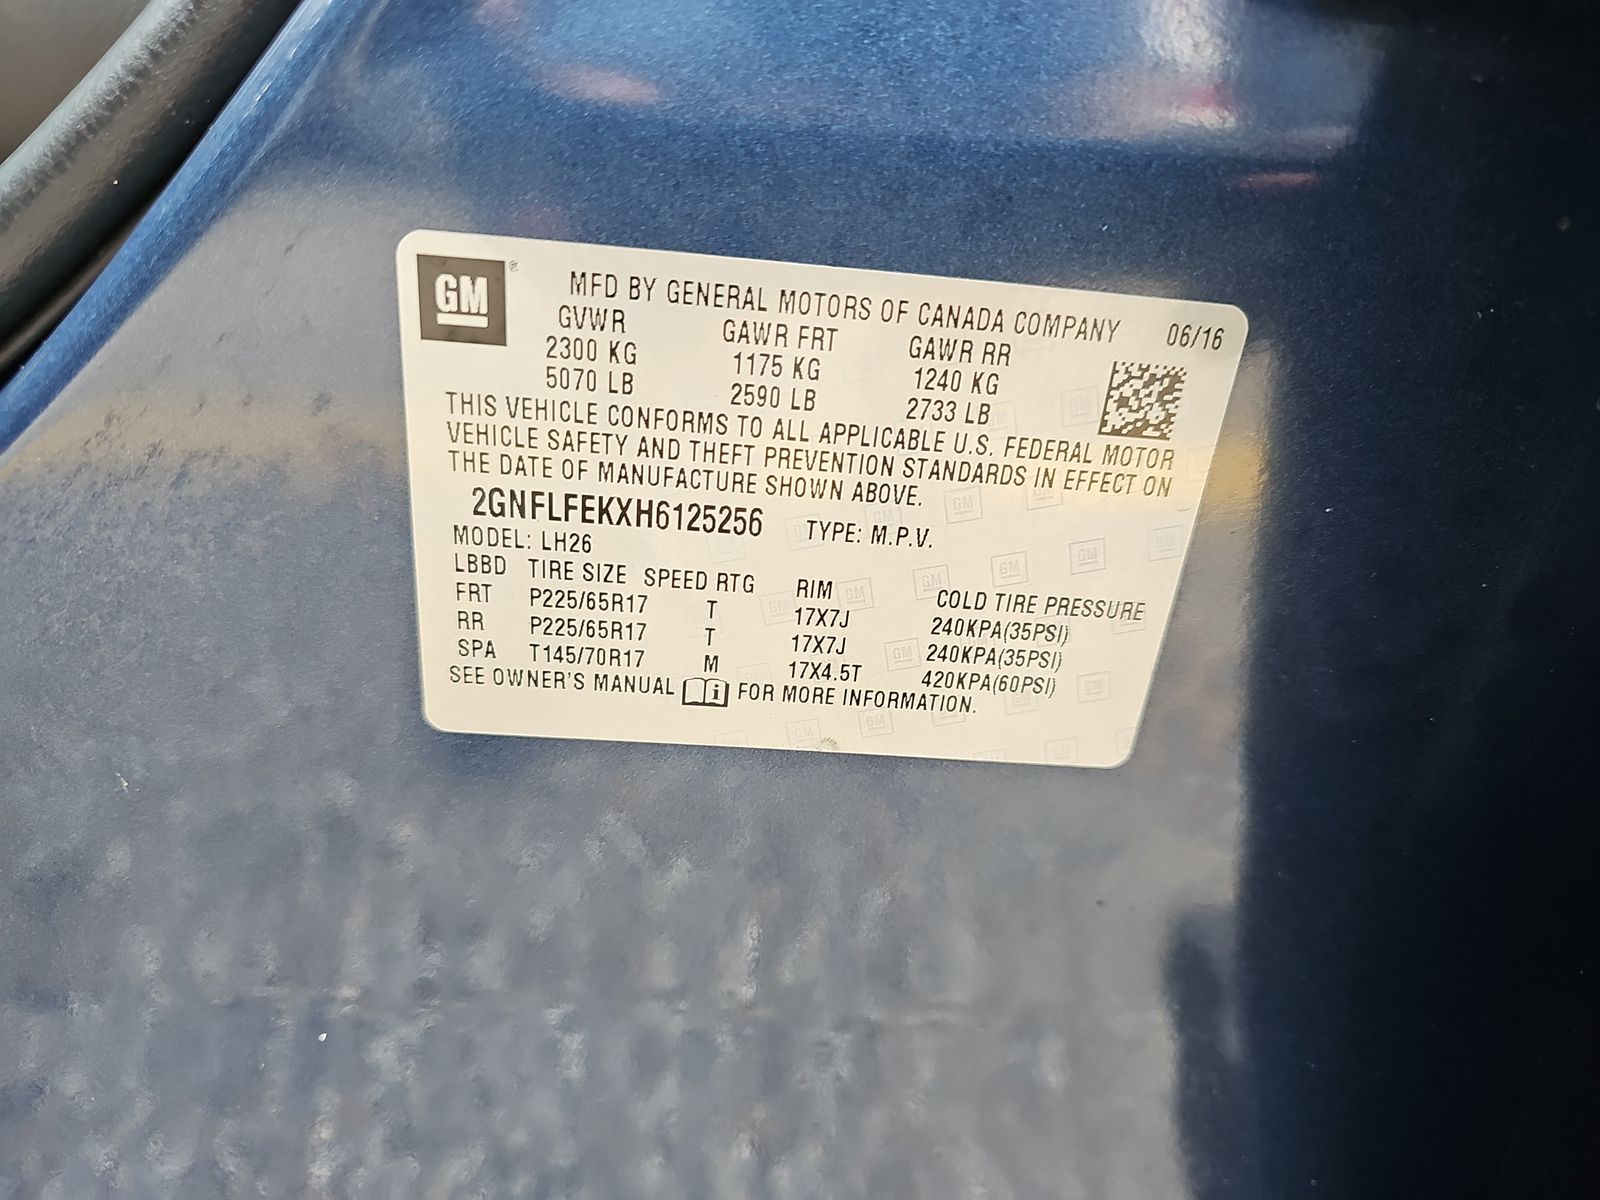 GM ®
MFD BY GENERAL MOTORS OF CANADA COMPANY 06/16
GVWR GAWR FRT GAWR RR
2300 KG 1175 KG 1240 KG
5070 LB 2590 LB 2733 LB
THIS VEHICLE CONFORMS TO ALL APPLICABLE U.S. FEDERAL MOTOR
VEHICLE SAFETY AND THEFT PREVENTION STANDARDS IN EFFECT ON
THE DATE OF MANUFACTURE SHOWN ABOVE.
2GNFLFEKXH6125256 TYPE: M.P.V.
MODEL: LH26
LBBD TIRE SIZE SPEED RTG RIM COLD TIRE PRESSURE
FRT P225/65R17 T 17X7J 240KPA(35PSI)
RR P225/65R17 T 17X7J 240KPA(35PSI)
SPA T145/70R17 M 17X4.5T 420KPA(60PSI)
SEE OWNER'S MANUAL i FOR MORE INFORMATION.